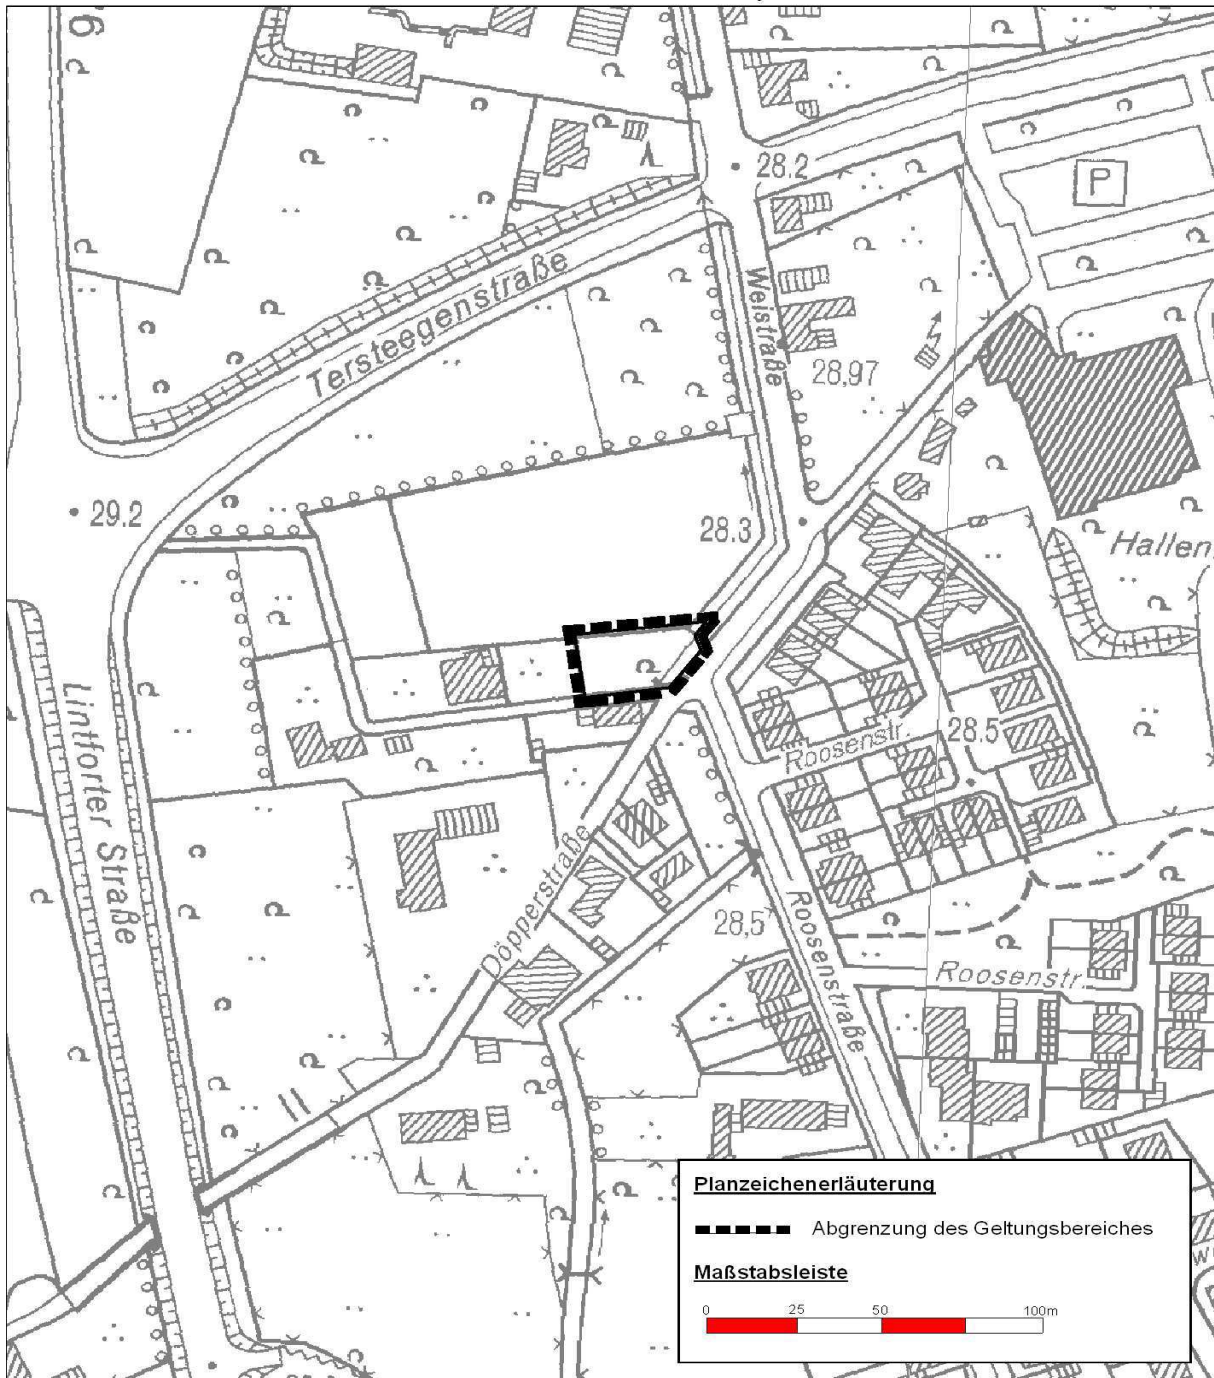 28.2
P
Tersteegenstraße
Weistraße
28,97
29.2
28.3
Hallen
Lintforter Straße
Roosenstr.
28.5
Döpperstraße
28,5
Roosenstraße
Roosenstr.
Planzeichenerläuterung
Abgrenzung des Geltungsbereiches
Maßstabsleiste
0 25 50 100m